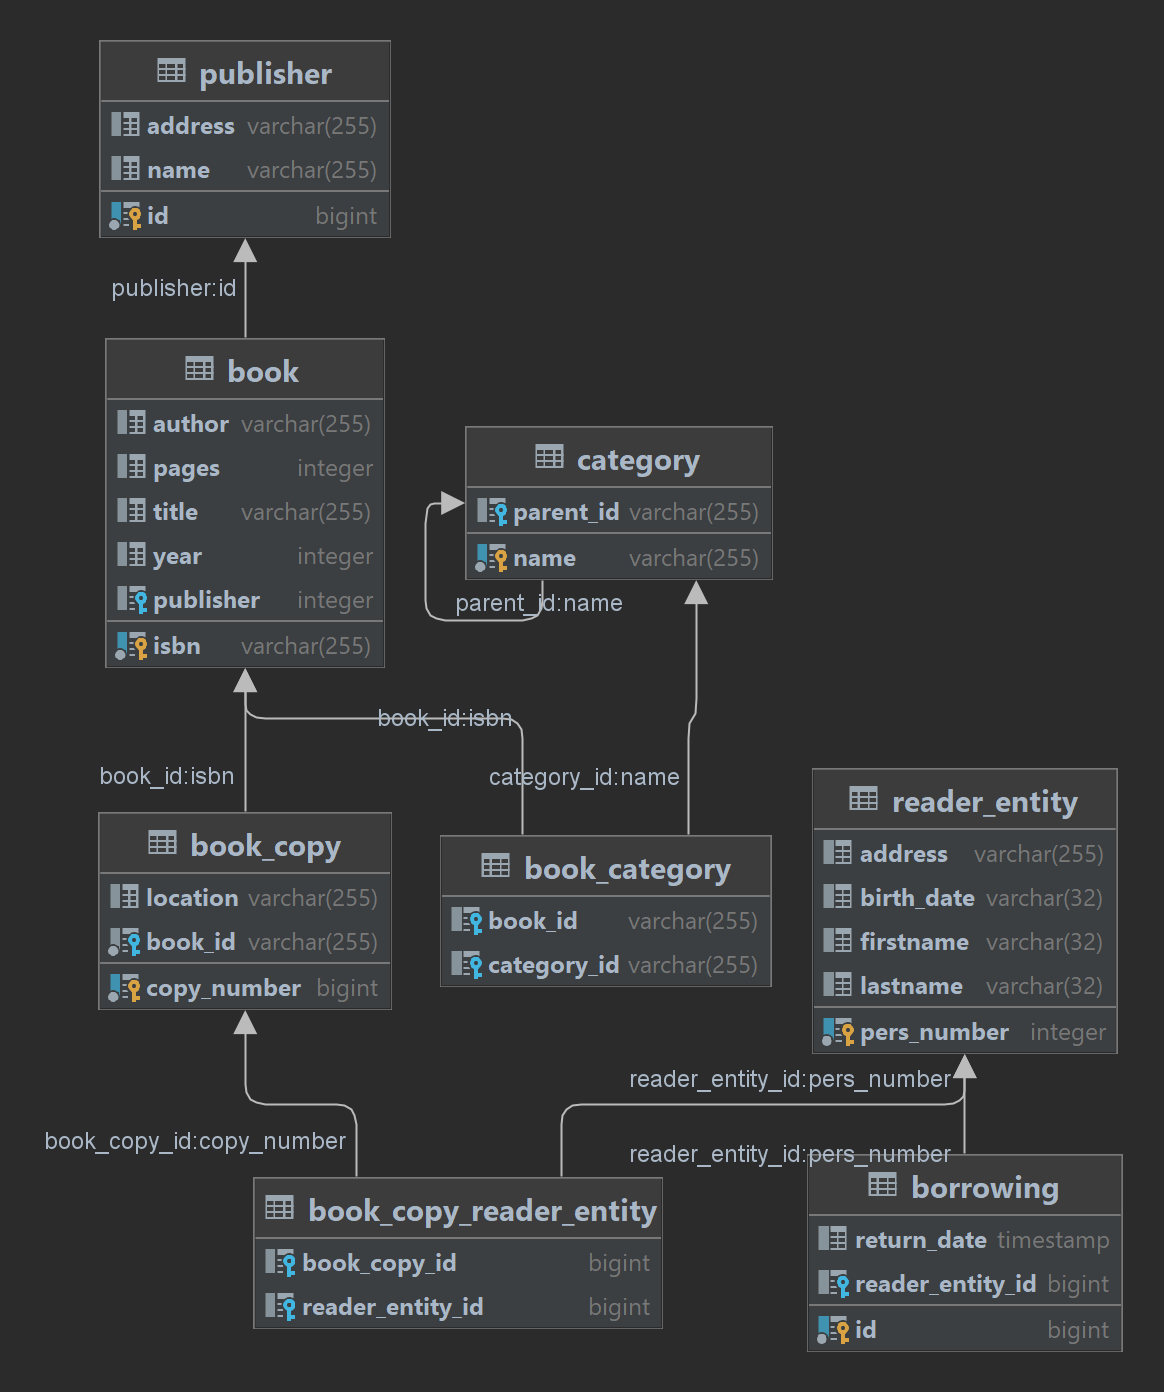 publisher
address varchar(255)
name varchar(255)
id bigint
publisher:id
book
author varchar(255)
pages integer
title varchar(255)
year integer
publisher integer
isbn varchar(255)
category
parent_id varchar(255)
name varchar(255)
parent_id:name
book_id:isbn
book_id:isbn
category_id:name
book_copy
location varchar(255)
book_id varchar(255)
copy_number bigint
book_category
book_id varchar(255)
category_id varchar(255)
reader_entity
address varchar(255)
birth_date varchar(32)
firstname varchar(32)
lastname varchar(32)
pers_number integer
reader_entity_id:pers_number
book_copy_id:copy_number
reader_entity_id:pers_number
book_copy_reader_entity
book_copy_id bigint
reader_entity_id bigint
borrowing
return_date timestamp
reader_entity_id bigint
id bigint